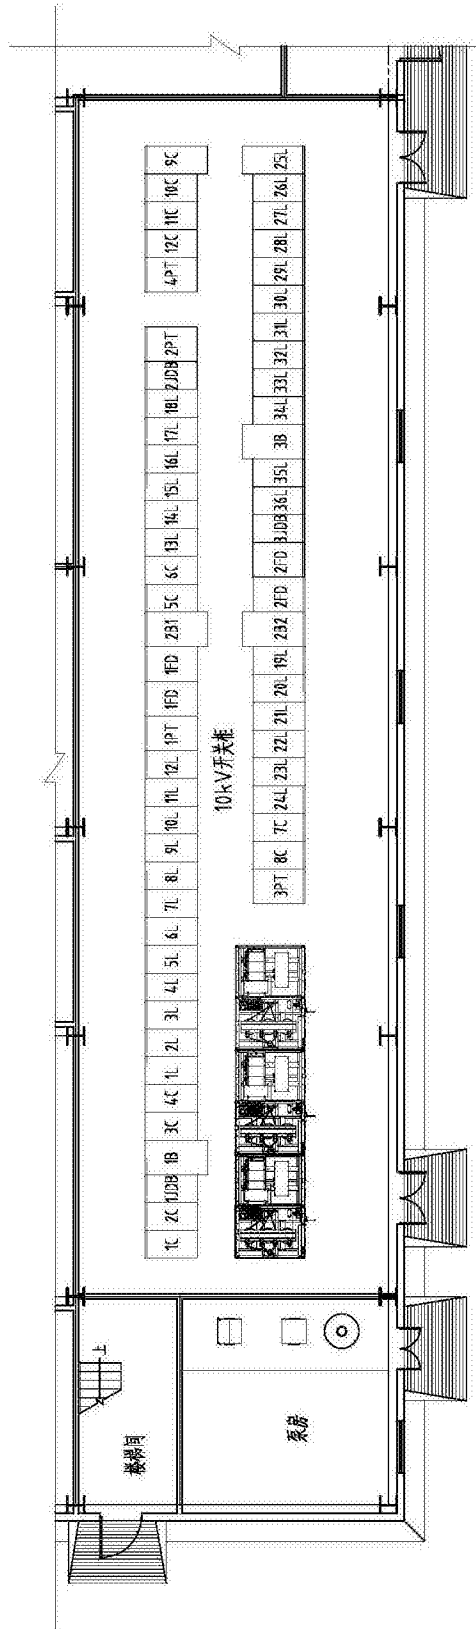 9C
10C
11C
12C
4PT
2PT
2JDB
18L
17L
16L
15L
14L
13L
6C
5C
2B1
1FD
1FD
1PT
12L
11L
10L
9L
8L
7L
6L
5L
4L
3L
2L
1L
4C
3C
1B
1JDB
2C
1C
25L
26L
27L
28L
29L
30L
31L
32L
33L
34L
3B
35L
36L
3JDB
2FD
2FD
2B2
19L
20L
21L
22L
23L
24L
7C
8C
3PT
10kV开关柜
上
楼梯间
泵房